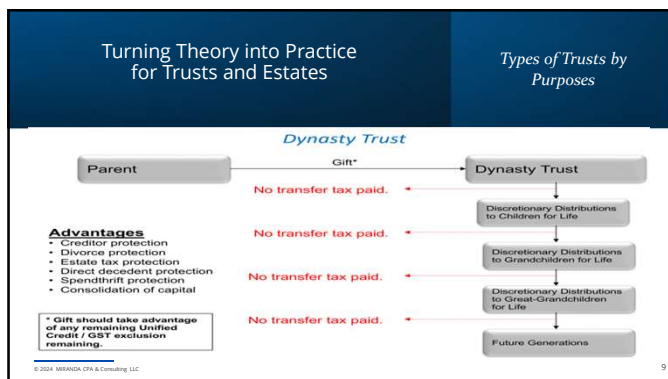 Turning Theory into Practice
for Trusts and Estates
Types of Trusts by
Purposes
Dynasty Trust
Parent
Gift*
Dynasty Trust
No transfer tax paid.
Discretionary Distributions
to Children for Life
No transfer tax paid.
Discretionary Distributions
to Grandchildren for Life
No transfer tax paid.
Discretionary Distributions
to Great-Grandchildren
for Life
No transfer tax paid.
Future Generations
Advantages
• Creditor protection
• Divorce protection
• Estate tax protection
• Direct decedent protection
• Spendthrift protection
• Consolidation of capital
* Gift should take advantage
of any remaining Unified
Credit / GST exclusion
remaining.
© 2024 MIRANDA CPA & Consulting LLC
9